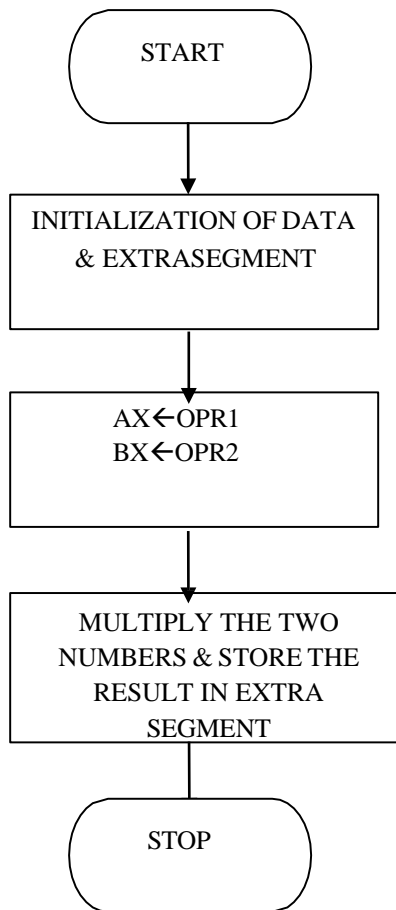 START
INITIALIZATION OF DATA
& EXTRASEGMENT
AX←OPR1
BX←OPR2
MULTIPLY THE TWO
NUMBERS & STORE THE
RESULT IN EXTRA
SEGMENT
STOP